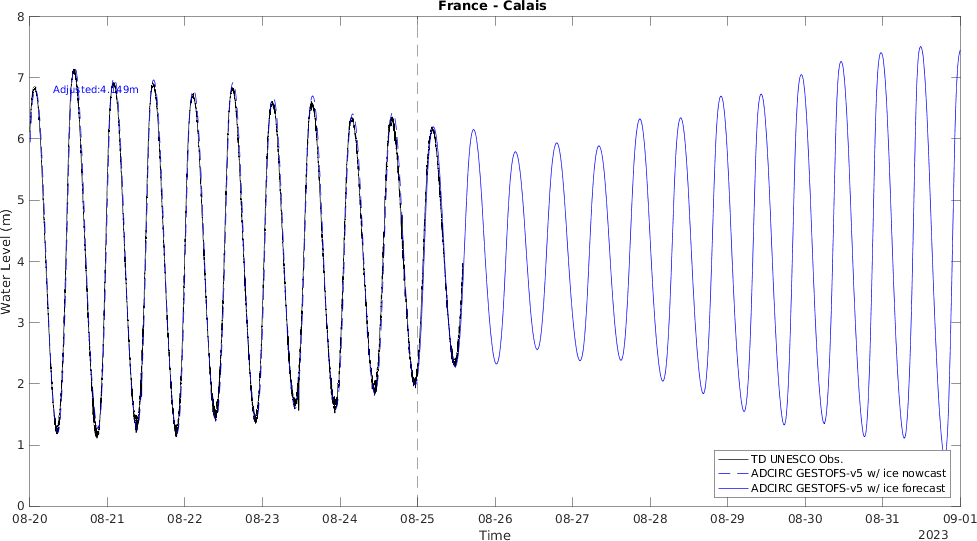 France - Calais
8
7
6
5
4
3
2
1
0
Water Level (m)
Adjusted:4.149m
TD UNESCO Obs.
ADCIRC GESTOFS-v5 w/ ice nowcast
ADCIRC GESTOFS-v5 w/ ice forecast
08-20 08-21 08-22 08-23 08-24 08-25 08-26 08-27 08-28 08-29 08-30 08-31 09-01
Time
2023